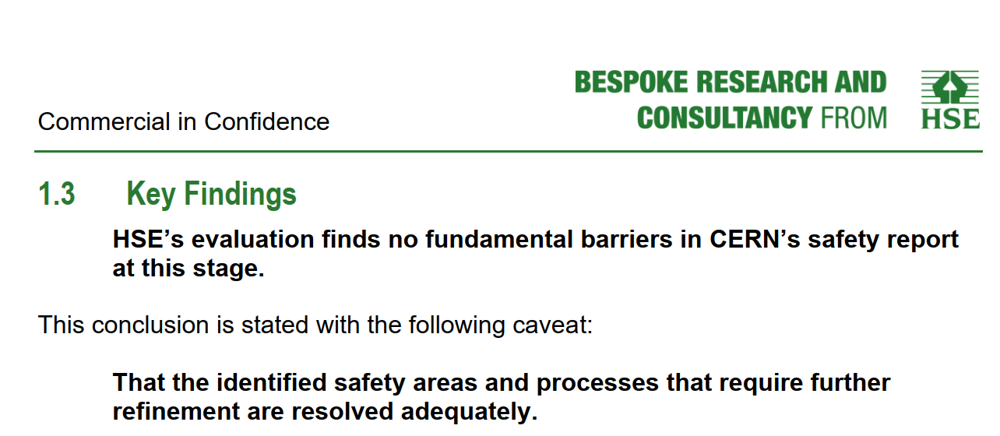 BESPOKE RESEARCH AND
CONSULTANCY FROM
HSE
Commercial in Confidence
1.3 Key Findings
HSE’s evaluation finds no fundamental barriers in CERN’s safety report
at this stage.
This conclusion is stated with the following caveat:
That the identified safety areas and processes that require further
refinement are resolved adequately.